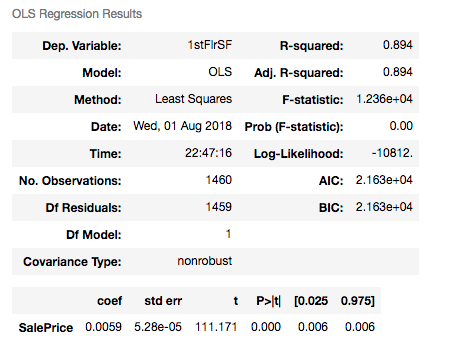 OLS Regression Results
Dep. Variable: 1stFlrSF R-squared: 0.894
Model: OLS Adj. R-squared: 0.894
Method: Least Squares F-statistic: 1.236e+04
Date: Wed, 01 Aug 2018 Prob (F-statistic): 0.00
Time: 22:47:16 Log-Likelihood: -10812.
No. Observations: 1460 AIC: 2.163e+04
Df Residuals: 1459 BIC: 2.163e+04
Df Model: 1
Covariance Type: nonrobust
coef std err t P>|t| [0.025 0.975]
SalePrice 0.0059 5.28e-05 111.171 0.000 0.006 0.006